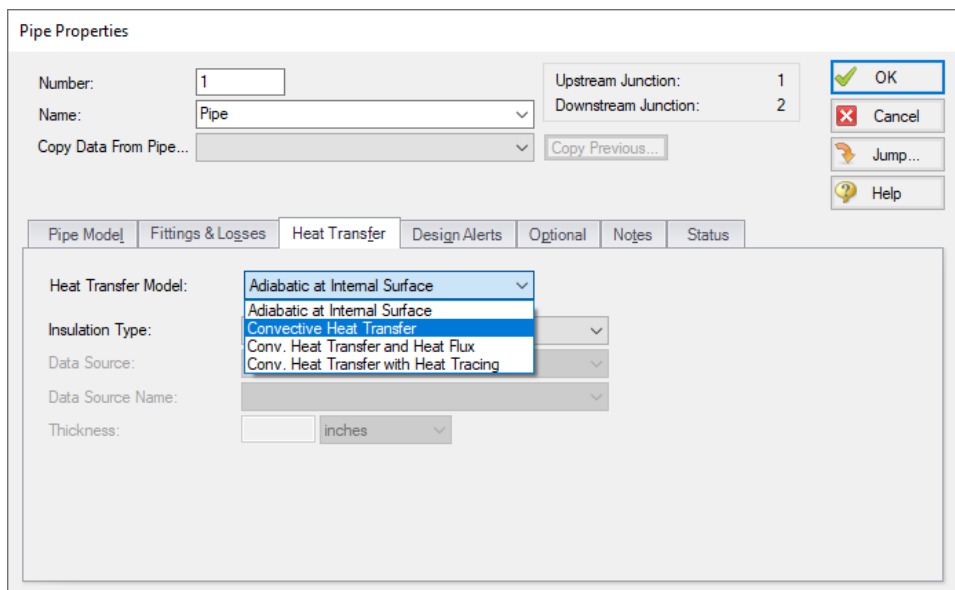 Pipe Properties
Number: 1
Name: Pipe
Copy Data From Pipe... Copy Previous...
Upstream Junction: 1
Downstream Junction: 2
OK
Cancel
Jump...
Help
Pipe Model Fittings & Losses Heat Transfer Design Alerts Optional Notes Status
Heat Transfer Model: Adiabatic at Internal Surface
Adiabatic at Internal Surface
Convective Heat Transfer
Conv. Heat Transfer and Heat Flux
Conv. Heat Transfer with Heat Tracing
Insulation Type:
Data Source:
Data Source Name:
Thickness: inches